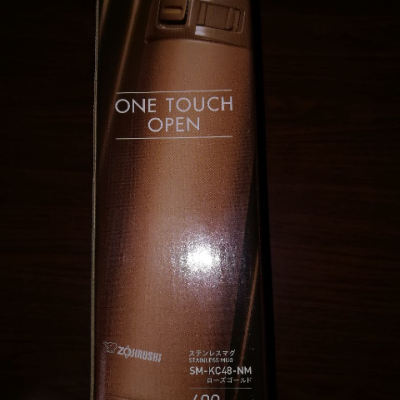 ONE TOUCH
OPEN
ZOJIRUSHI
ステンレスマグ
STAINLESS MUG
SM-KC48-NM
ローズゴールド